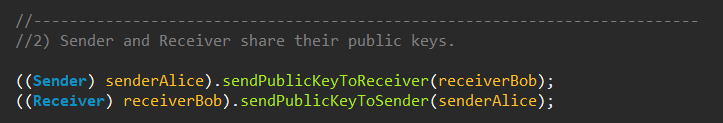 //-----------------------------------------------------------------------
//2) Sender and Receiver share their public keys.
((Sender) senderAlice).sendPublicKeyToReceiver(receiverBob);
((Receiver) receiverBob).sendPublicKeyToSender(senderAlice);